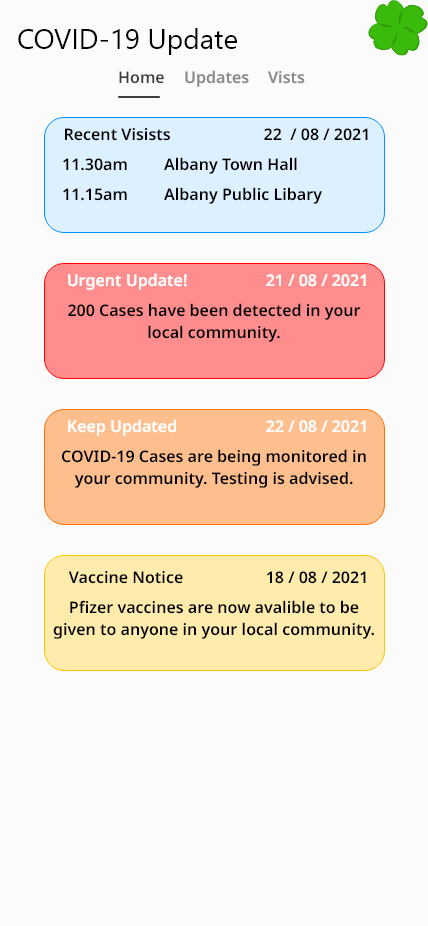 COVID-19 Update
Home Updates Vists
Recent Visists 22 / 08 / 2021
11.30am Albany Town Hall
11.15am Albany Public Libary
Urgent Update! 21 / 08 / 2021
200 Cases have been detected in your
local community.
Keep Updated 22 / 08 / 2021
COVID-19 Cases are being monitored in
your community. Testing is advised.
Vaccine Notice 18 / 08 / 2021
Pfizer vaccines are now avalible to be
given to anyone in your local community.